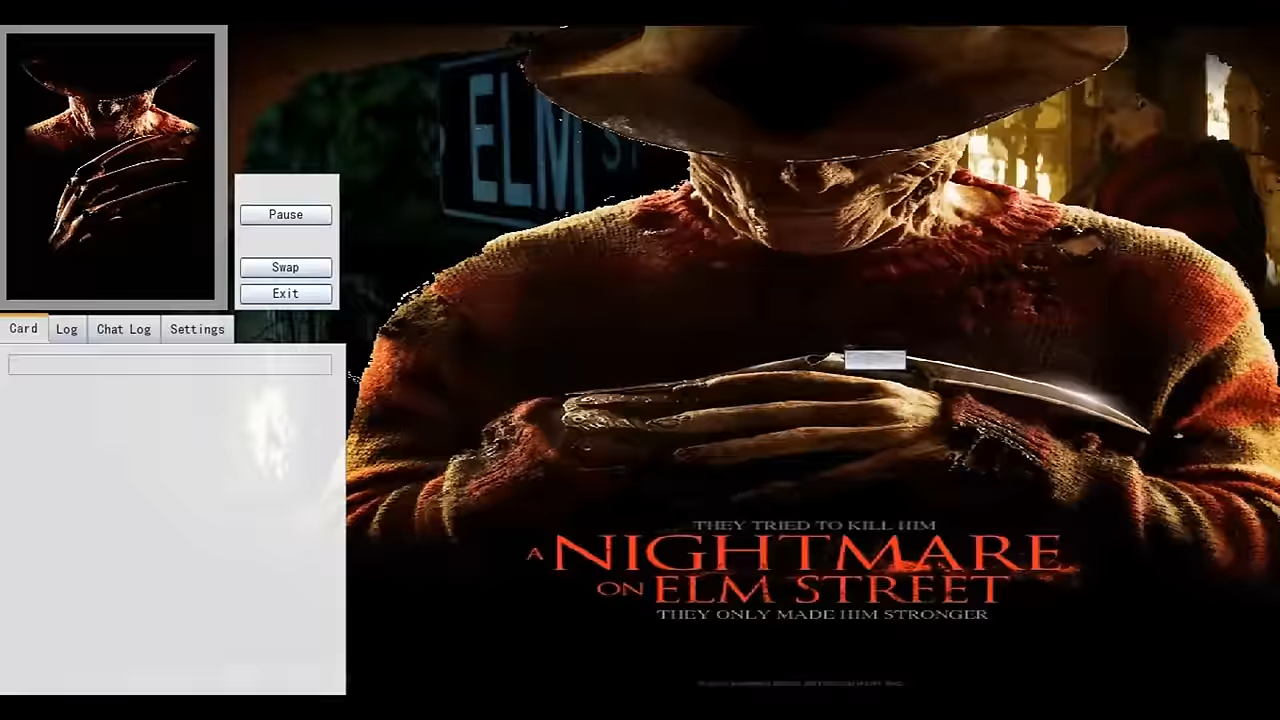 ELM ST
Pause
Swap
Exit
Card
Log
Chat Log
Settings
THEY TRIED TO KILL HIM
A NIGHTMARE
ON ELM STREET
THEY ONLY MADE HIM STRONGER